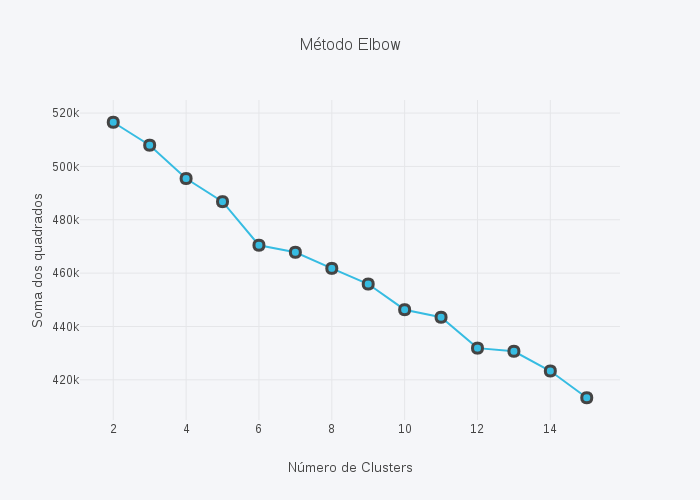 Método Elbow
520k
500k
480k
460k
440k
420k
Soma dos quadrados
2 4 6 8 10 12 14
Número de Clusters